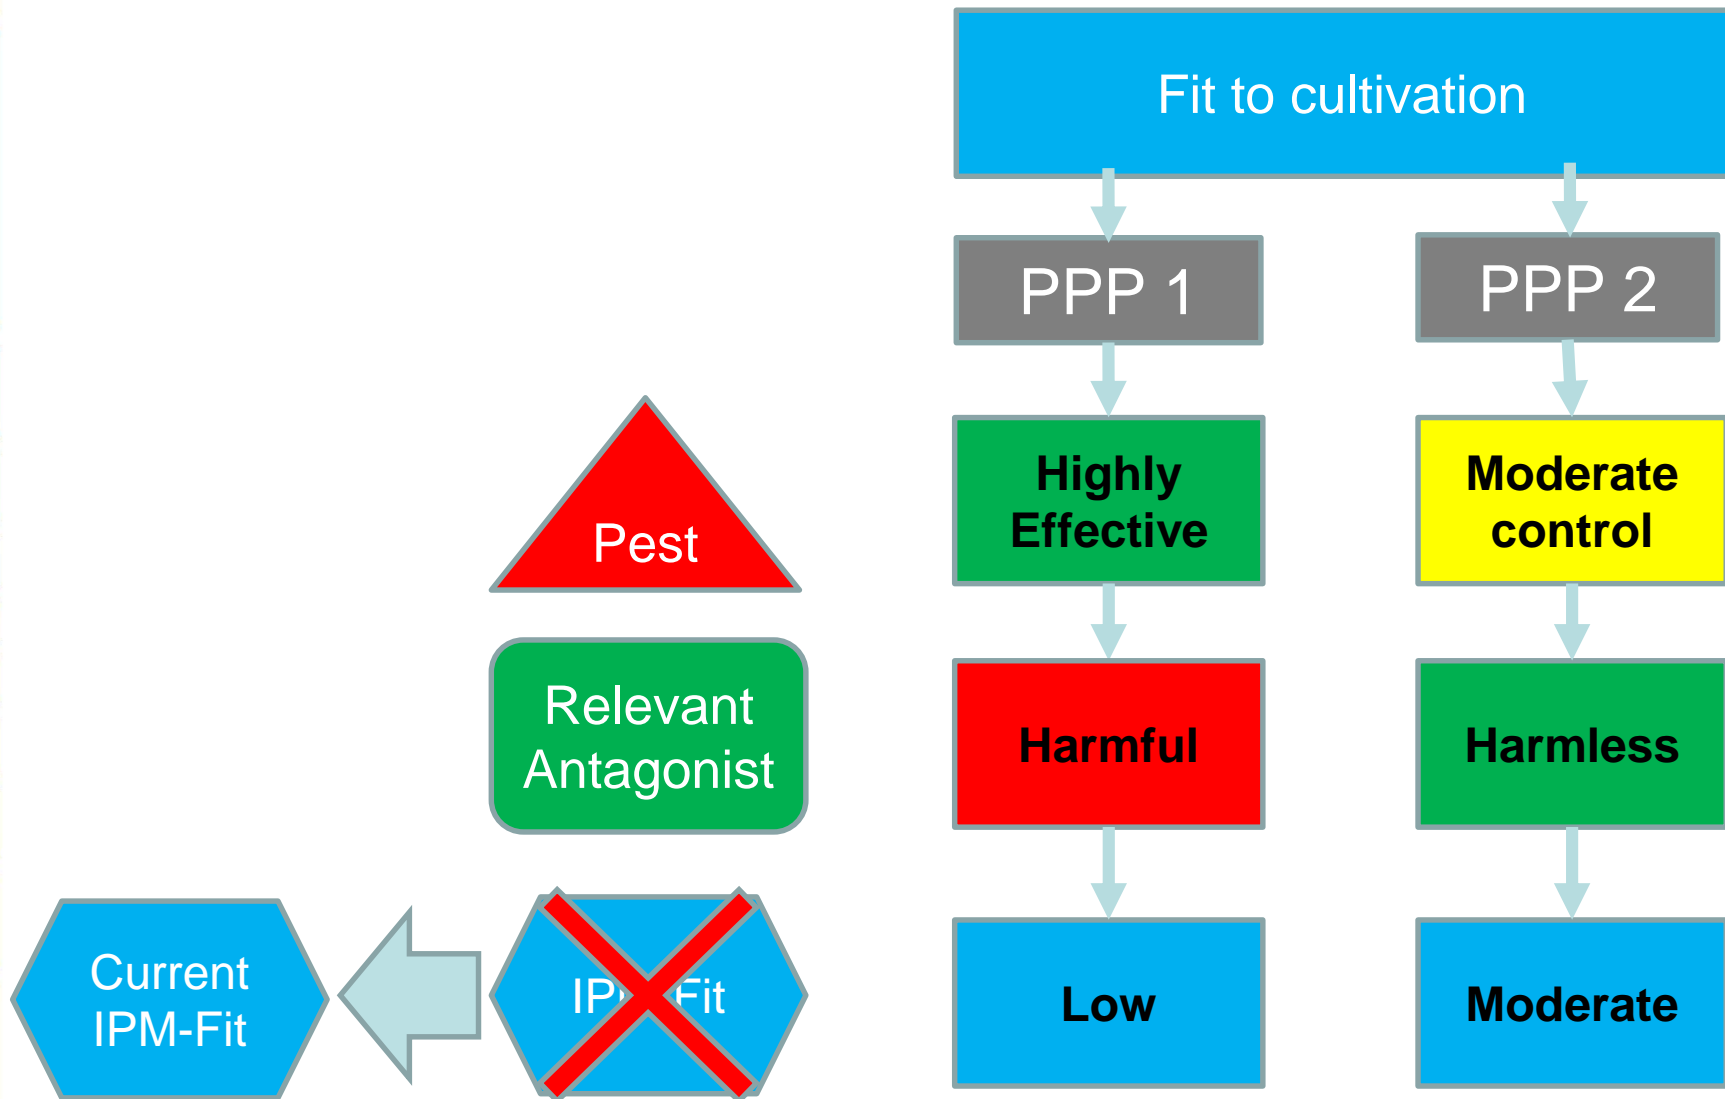 Fit to cultivation
PPP 1
PPP 2
Highly
Effective
Moderate
control
Pest
Relevant
Antagonist
Harmful
Harmless
Current
IPM-Fit
Fit
Low
Moderate